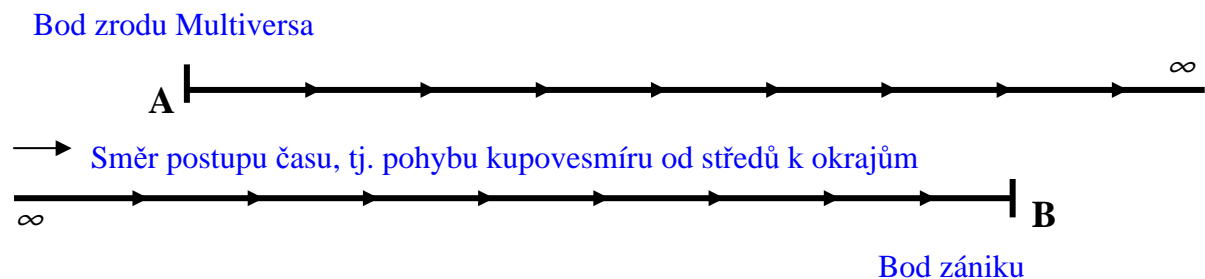 Bod zrodu Multiversa
∞
A
Směr postupu času, tj. pohybu kupovesmíru od středů k okrajům
∞
B
Bod zániku